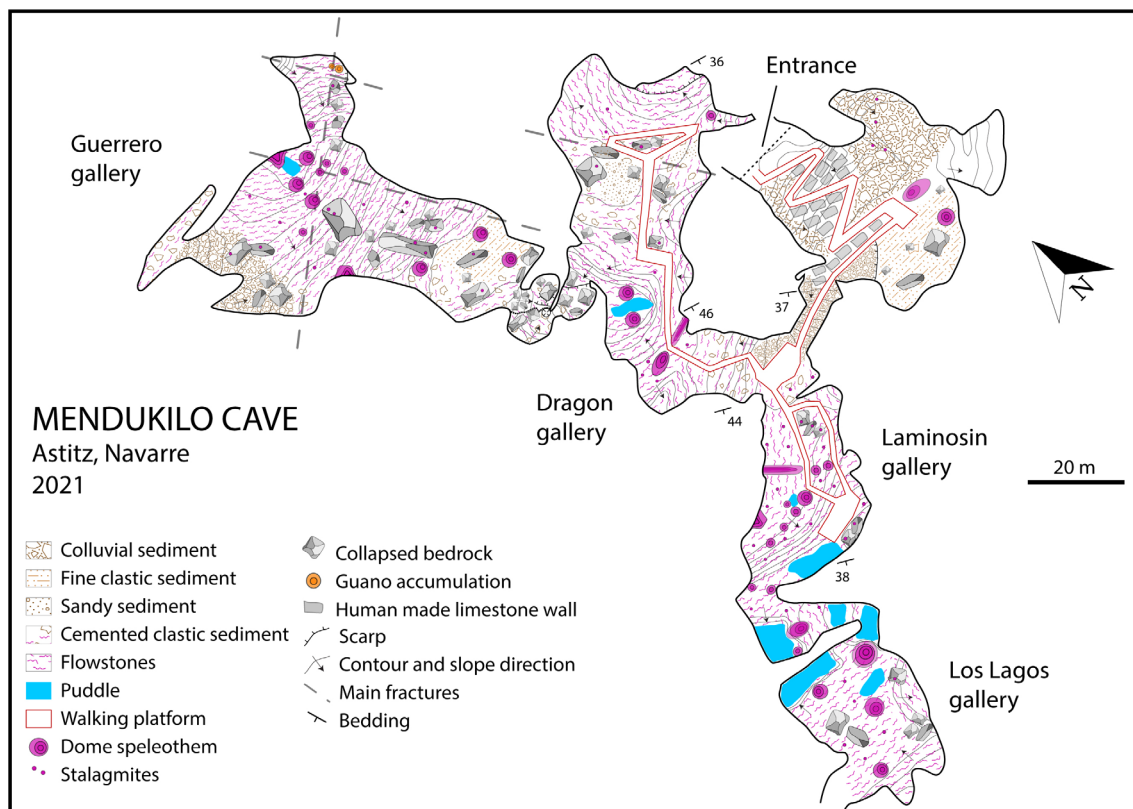 36
Entrance
Guerrero
gallery
37
46
N
Dragon
gallery
44
Laminosin
gallery
20 m
38
Los Lagos
gallery
MENDUKILO CAVE
Astitz, Navarre
2021
Colluvial sediment
Fine clastic sediment
Sandy sediment
Cemented clastic sediment
Flowstones
Puddle
Walking platform
Dome speleothem
Stalagmites
Collapsed bedrock
Guano accumulation
Human made limestone wall
Scarp
Contour and slope direction
Main fractures
Bedding